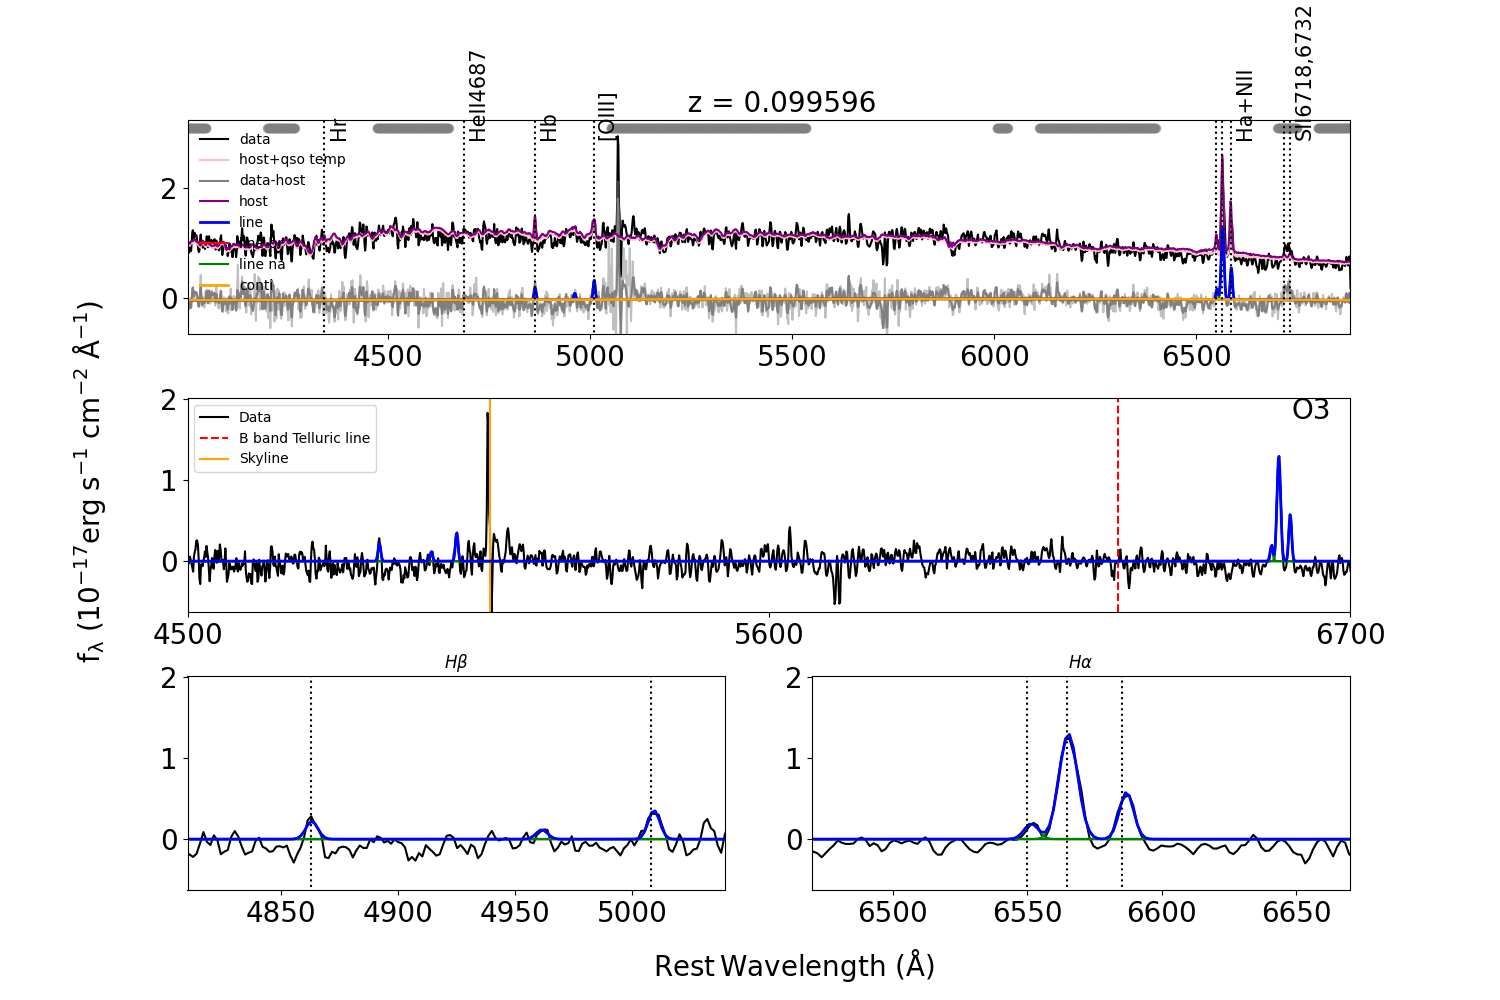 z = 0.099596
Hr
HeII4687
Hb
[OIII]
Ha+NII
SII6718,6732
data
host+qso temp
data-host
host
line
line na
conti
2
0
4500 5000 5500 6000 6500
O3
Data
B band Telluric line
Skyline
2
1
0
4500 5600 6700
fλ (10⁻¹⁷erg s⁻¹ cm⁻² Å⁻¹)
Hβ
2
1
0
4850 4900 4950 5000
Hα
2
1
0
6500 6550 6600 6650
Rest Wavelength (Å)